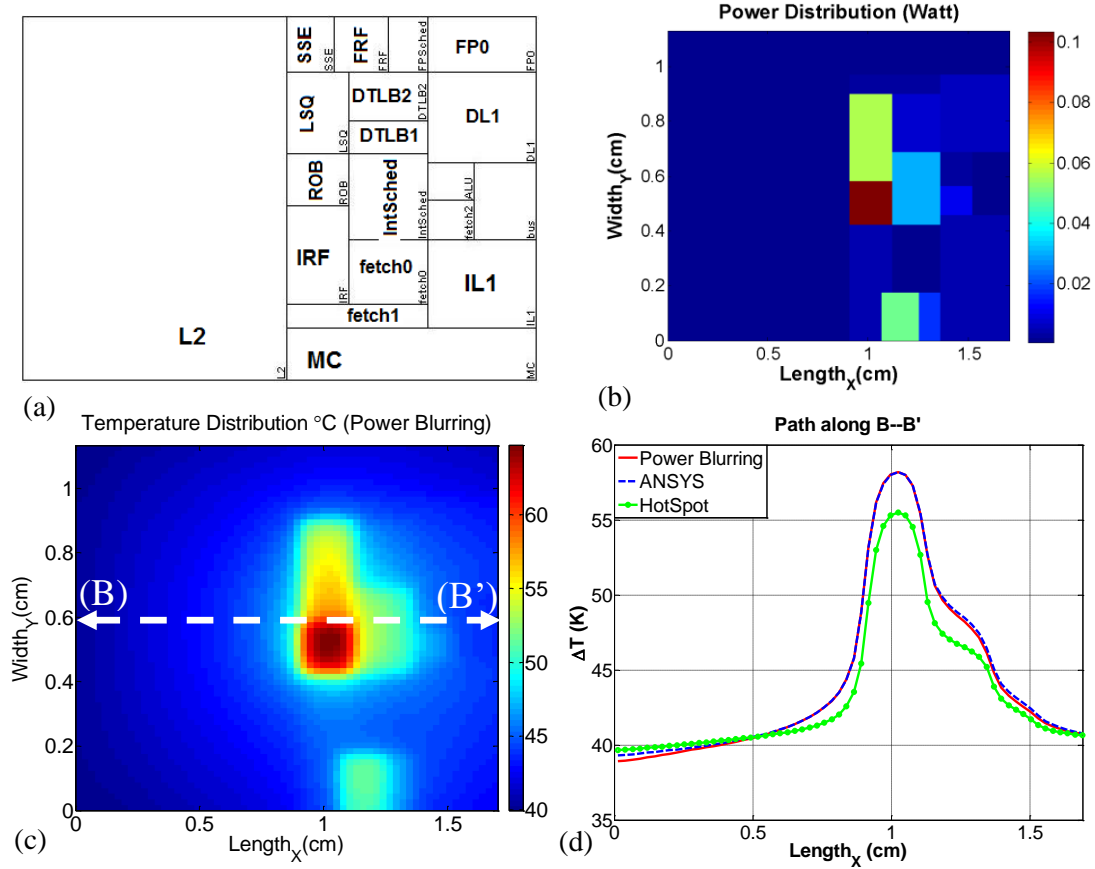 SSE
SSE
FRF
FRF
FPSched
FP0
FP0
LSQ
LSQ
DTLB2
DTLB2
DTLB1
DL1
DL1
ROB
ROB
IntSched
IntSched
ALU
fetch2
bus
IRF
IRF
fetch0
fetch0
IL1
IL1
fetch1
L2
L2
MC
MC
(a)
Power Distribution (Watt)
Width_Y(cm)
1
0.8
0.6
0.4
0.2
0
0
0.5
1
1.5
Length_X(cm)
0.1
0.08
0.06
0.04
0.02
(b)
Temperature Distribution °C (Power Blurring)
Width_Y(cm)
1
0.8
0.6
0.4
0.2
0
(B)
(B')
0
0.5
1
1.5
Length_X(cm)
60
55
50
45
40
(c)
Path along B--B'
Power Blurring
ANSYS
HotSpot
ΔT (K)
60
55
50
45
40
35
0
0.5
1
1.5
Length_X (cm)
(d)